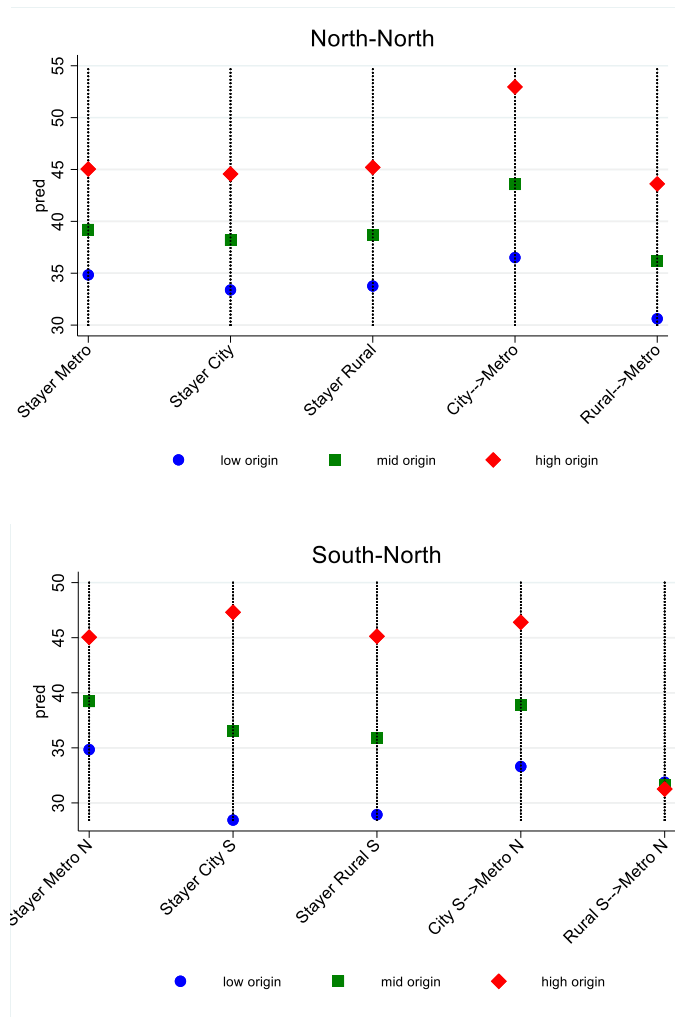 North-North
55
50
45
40
35
30
pred
Stayer Metro
Stayer City
Stayer Rural
City-->Metro
Rural-->Metro
low origin
mid origin
high origin
South-North
50
45
40
35
30
pred
Stayer Metro N
Stayer City S
Stayer Rural S
City S-->Metro N
Rural S-->Metro N
low origin
mid origin
high origin